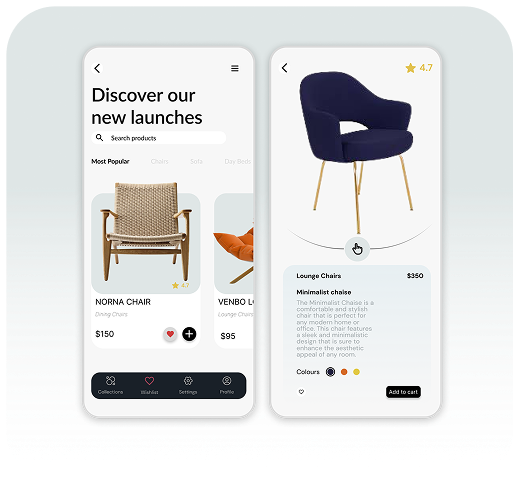 Discover our
new launches
Search products
Most Popular
Chairs
Sofa
Day Beds
4.7
NORNA CHAIR
Dining Chairs
$150
VENBO LO
Lounge Chairs
$95
Collections
Wishlist
Settings
Profile
4.7
Lounge Chairs
$350
Minimalist chaise
The Minimalist Chaise is a
comfortable and stylish
chair that is perfect for
any modern home or
office. This chair features
a sleek and minimalistic
design that is sure to
enhance the aesthetic
appeal of any room.
Colours
Add to cart